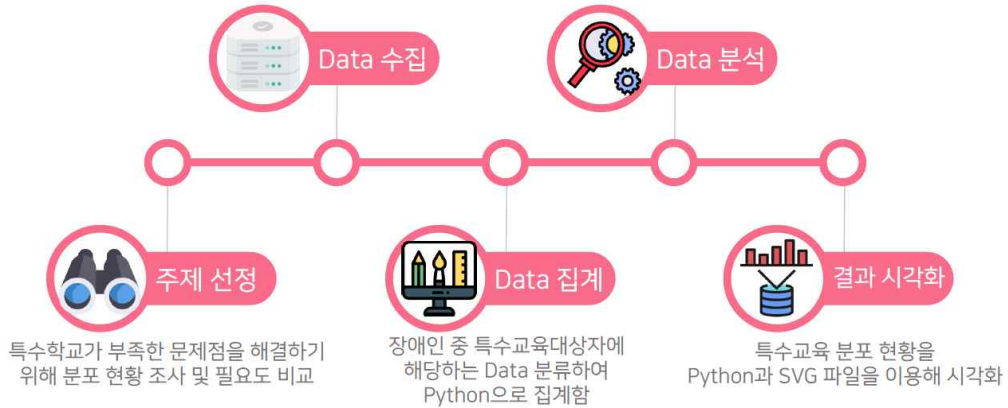 Data 수집
Data 분석
주제 선정
특수학교가 부족한 문제점을 해결하기
위해 분포 현황 조사 및 필요도 비교
Data 집계
장애인 중 특수교육대상자에
해당하는 Data 분류하여
Python으로 집계함
결과 시각화
특수교육 분포 현황을
Python과 SVG 파일을 이용해 시각화